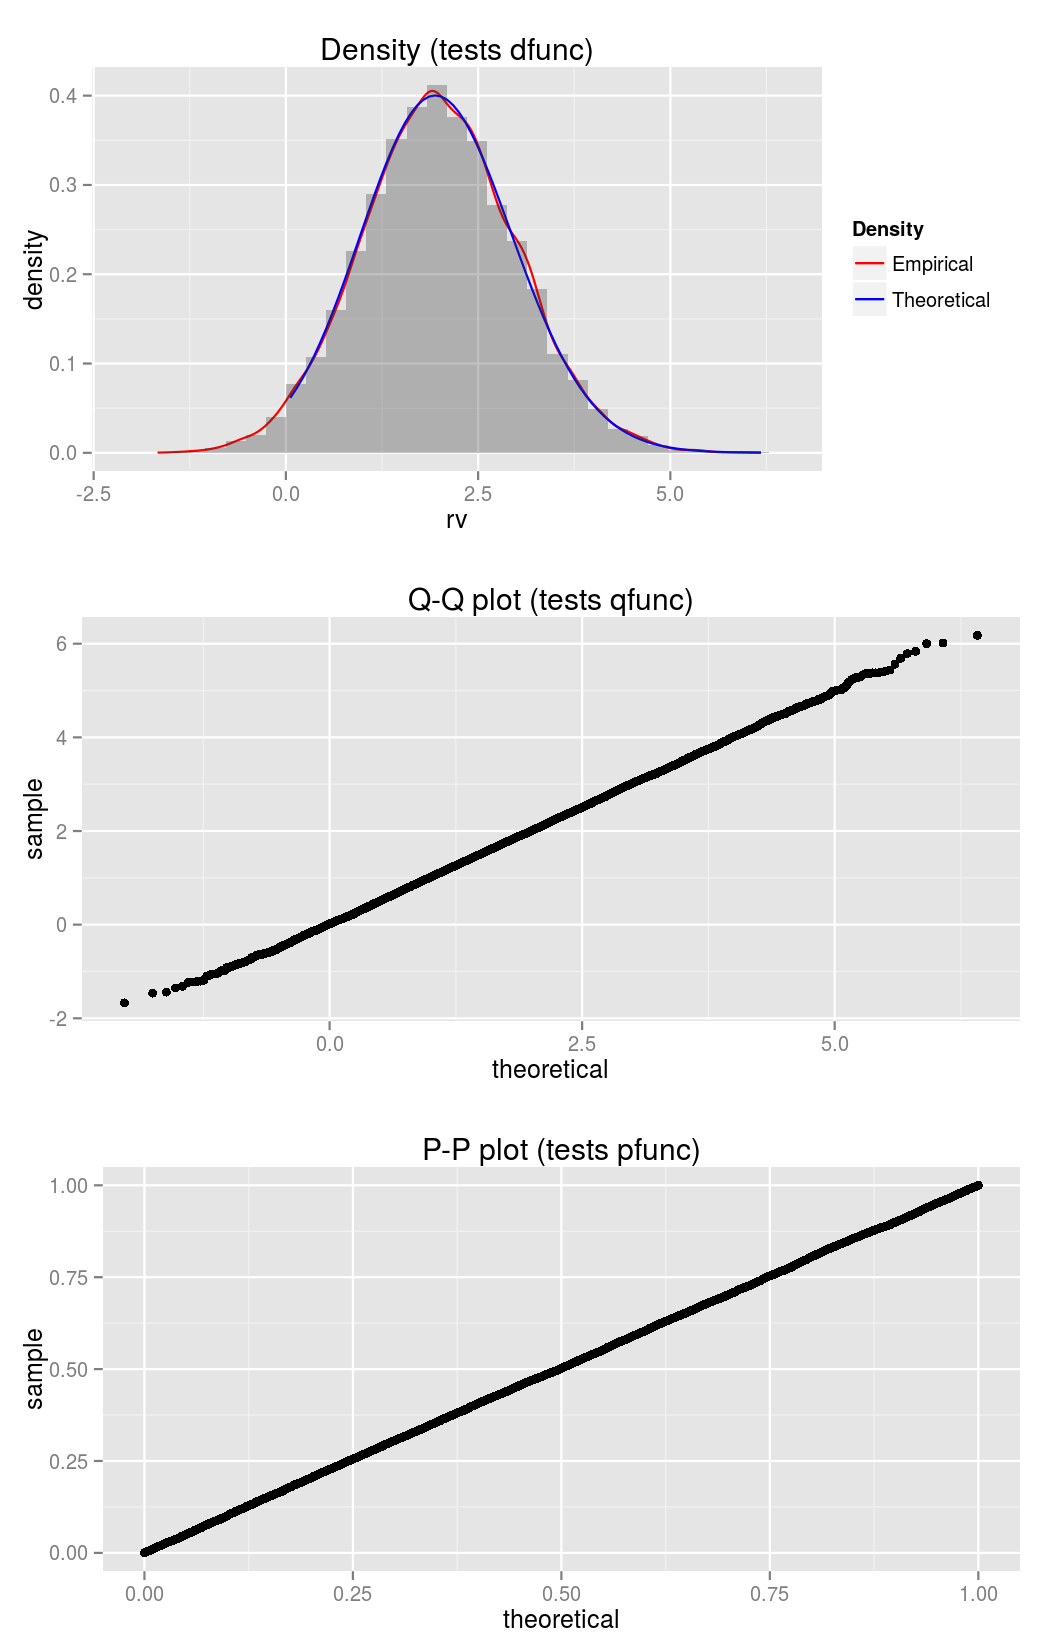 Density (tests dfunc)
density
0.4
0.3
0.2
0.1
0.0
-2.5 0.0 2.5 5.0
rv
Density
Empirical
Theoretical
Q-Q plot (tests qfunc)
sample
6
4
2
0
-2
0.0 2.5 5.0
theoretical
P-P plot (tests pfunc)
sample
1.00
0.75
0.50
0.25
0.00
0.00 0.25 0.50 0.75 1.00
theoretical